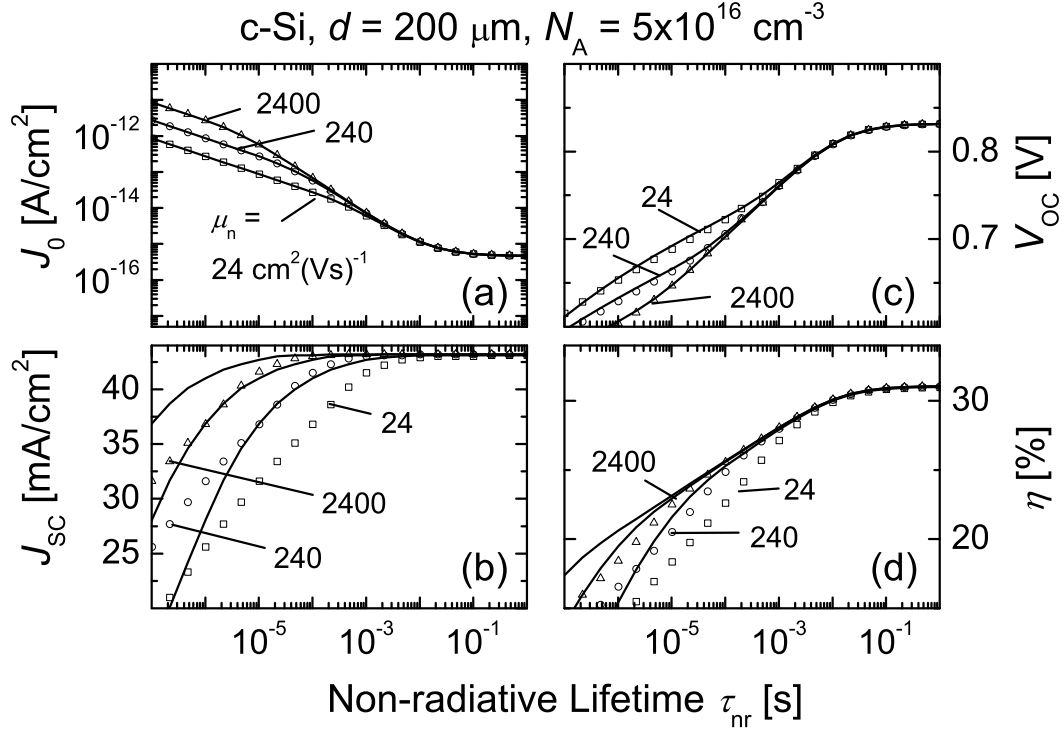 c-Si, d = 200 μm, N_A = 5x10^16 cm^-3
J_0 [A/cm^2]
10^-12
10^-14
10^-16
2400
240
μ_n =
24 cm^2(Vs)^-1
(a)
24
240
2400
(c)
0.8
0.7
V_OC [V]
J_SC [mA/cm^2]
40
35
30
25
24
2400
240
(b)
10^-5
10^-3
10^-1
2400
24
240
(d)
30
20
η [%]
10^-5
10^-3
10^-1
Non-radiative Lifetime τ_nr [s]